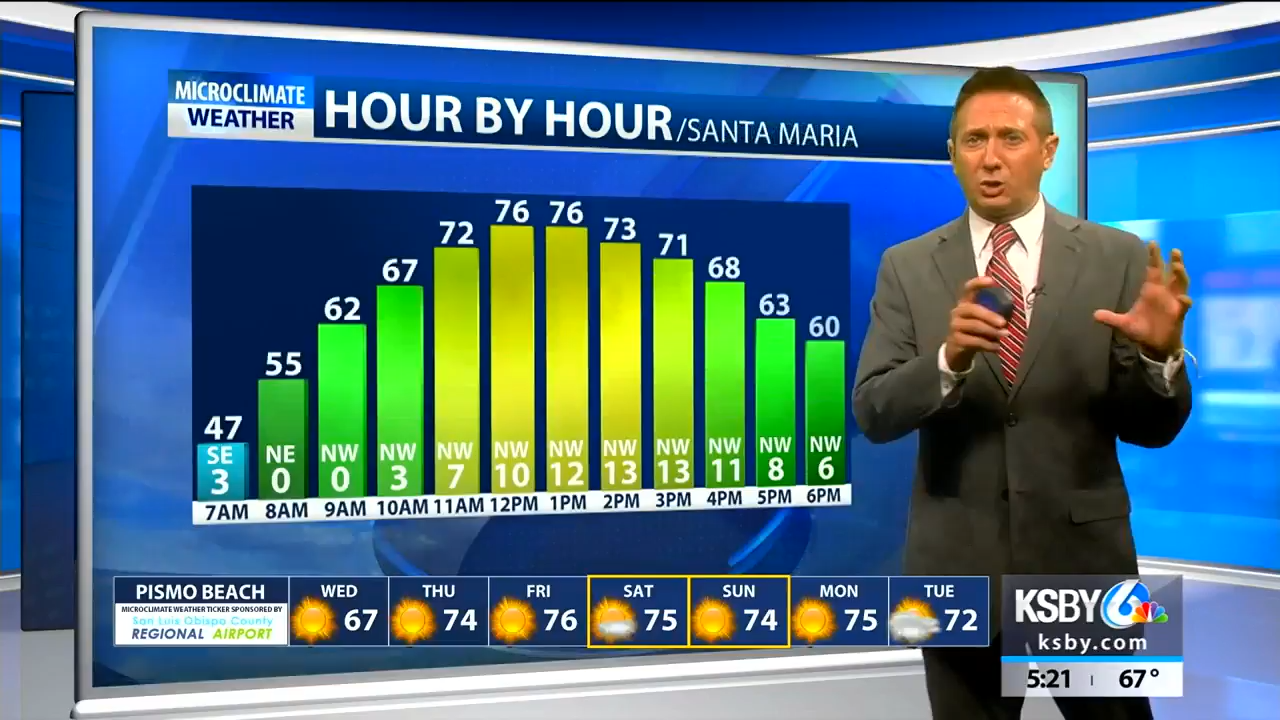 MICROCLIMATE
WEATHER
HOUR BY HOUR/SANTA MARIA
47 55 62 67 72 76 76 73 71 68 63 60
SE NE NW NW NW NW NW NW NW NW NW NW
3 0 0 3 7 10 12 13 13 11 8 6
7AM 8AM 9AM 10AM 11AM 12PM 1PM 2PM 3PM 4PM 5PM 6PM
PISMO BEACH
MICROCLIMATE WEATHER TICKER SPONSORED BY
San Luis Obispo County
REGIONAL AIRPORT
WED THU FRI SAT SUN MON TUE
67 74 76 75 74 75 72
KSBY 6
ksby.com
5:21 67°